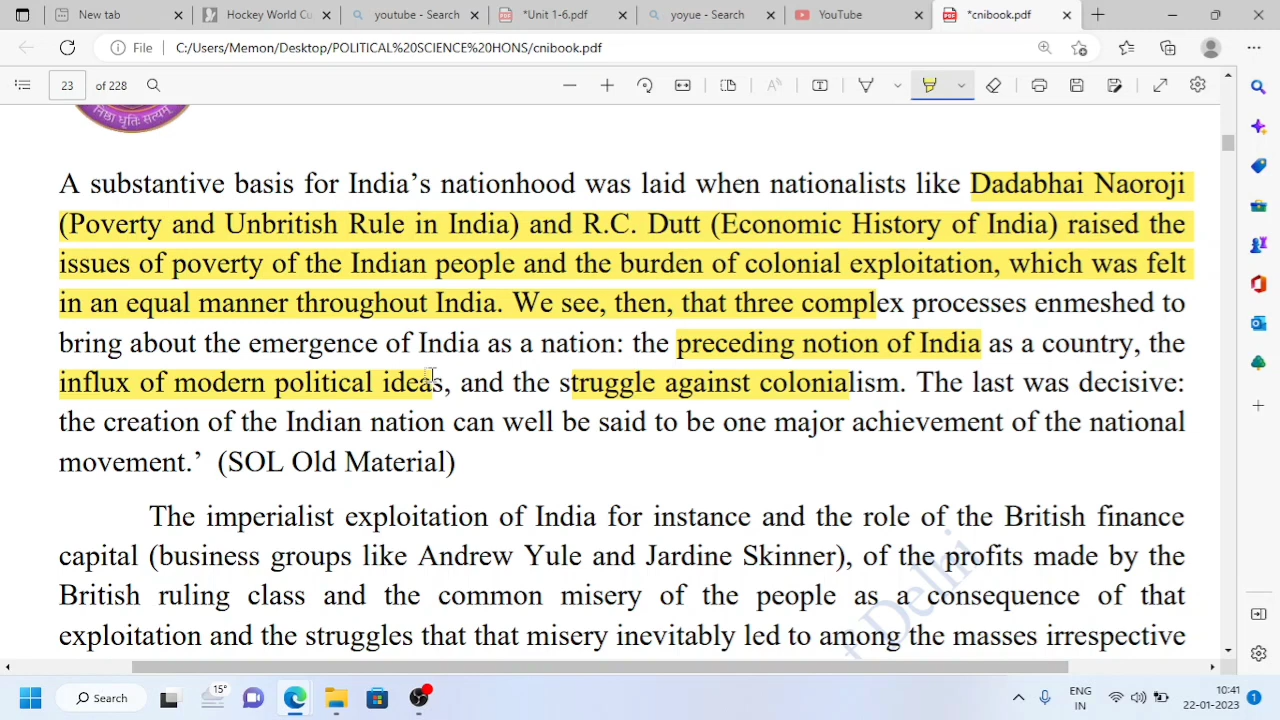 New tab
Hockey World Cu
youtube - Search
*Unit 1-6.pdf
yoyue - Search
YouTube
*cnibook.pdf
File
C:/Users/Memon/Desktop/POLITICAL%20SCIENCE%20HONS/cnibook.pdf
23 of 228
निष्ठा धृतिः सत्यम्
A substantive basis for India’s nationhood was laid when nationalists like Dadabhai Naoroji
(Poverty and Unbritish Rule in India) and R.C. Dutt (Economic History of India) raised the
issues of poverty of the Indian people and the burden of colonial exploitation, which was felt
in an equal manner throughout India. We see, then, that three complex processes enmeshed to
bring about the emergence of India as a nation: the preceding notion of India as a country, the
influx of modern political ideas, and the struggle against colonialism. The last was decisive:
the creation of the Indian nation can well be said to be one major achievement of the national
movement.’ (SOL Old Material)
The imperialist exploitation of India for instance and the role of the British finance
capital (business groups like Andrew Yule and Jardine Skinner), of the profits made by the
British ruling class and the common misery of the people as a consequence of that
exploitation and the struggles that that misery inevitably led to among the masses irrespective
Delhi
Search
15°
ENG
IN
10:41
22-01-2023
1